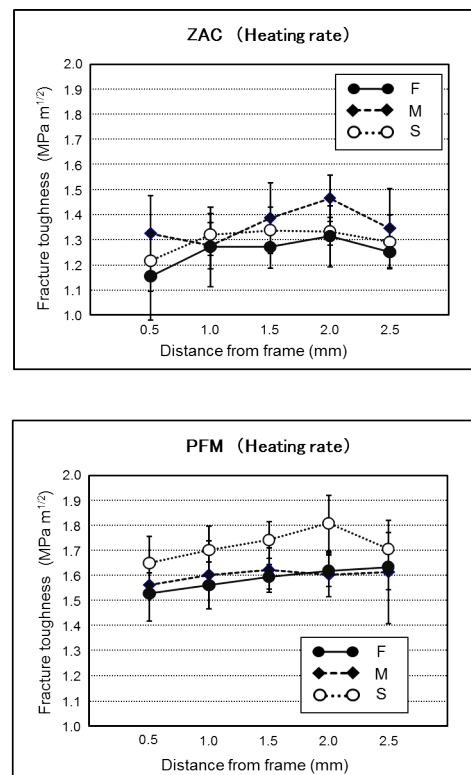 ZAC (Heating rate)
2.0
1.9
1.8
1.7
1.6
1.5
1.4
1.3
1.2
1.1
1.0
Fracture toughness (MPa m1/2)
F
M
S
0.5 1.0 1.5 2.0 2.5
Distance from frame (mm)
PFM (Heating rate)
2.0
1.9
1.8
1.7
1.6
1.5
1.4
1.3
1.2
1.1
1.0
Fracture toughness (MPa m1/2)
F
M
S
0.5 1.0 1.5 2.0 2.5
Distance from frame (mm)